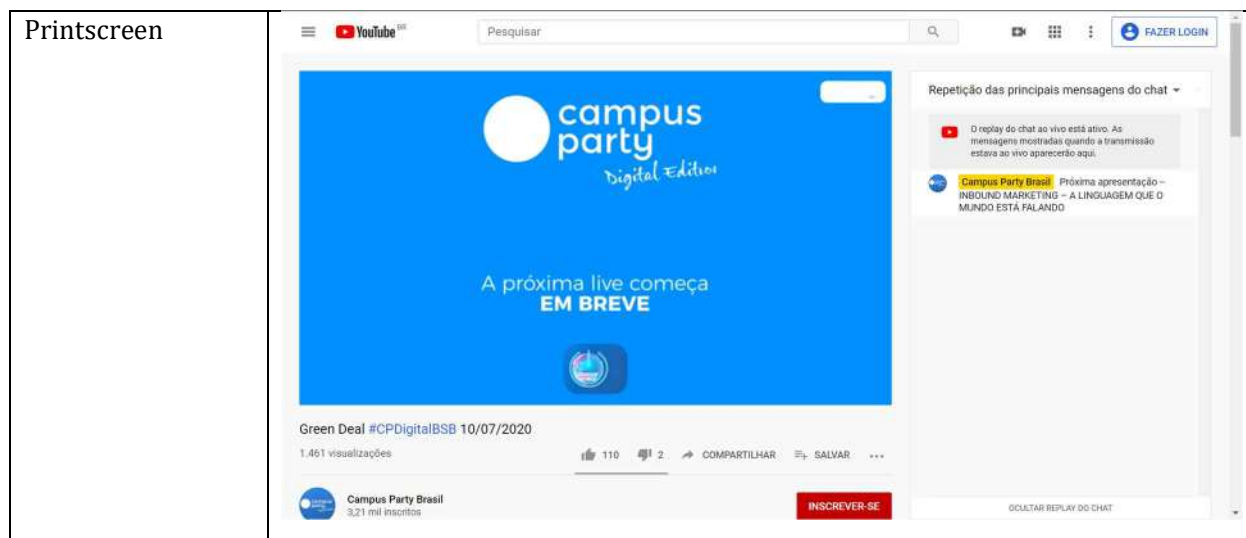 Printscreen
YouTube BR
Pesquisar
FAZER LOGIN
campus
party
Digital Edition
A próxima live começa
EM BREVE
Green Deal #CPDigitalBSB 10/07/2020
1.461 visualizações
110
2
COMPARTILHAR
SALVAR
Campus Party Brasil
3,21 mil inscritos
INSCREVER-SE
Repetição das principais mensagens do chat
O replay do chat ao vivo está ativo. As
mensagens mostradas quando a transmissão
estava ao vivo aparecerão aqui.
Campus Party Brasil Próxima apresentação –
INBOUND MARKETING – A LINGUAGEM QUE O
MUNDO ESTÁ FALANDO
OCULTAR REPLAY DO CHAT